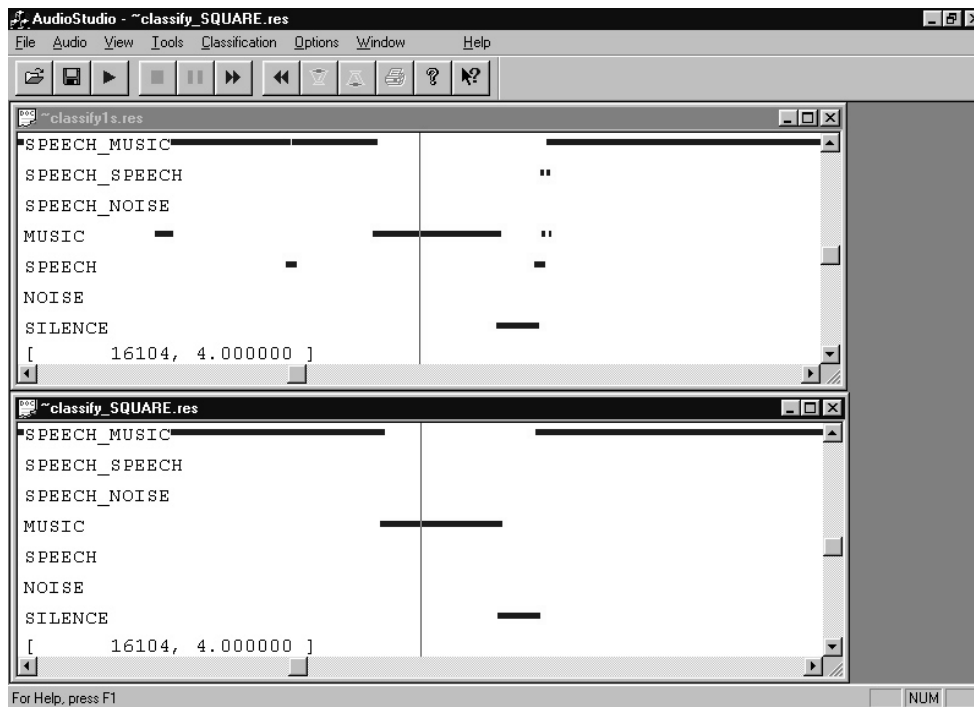 AudioStudio - ~classify_SQUARE.res
File Audio View Tools Classification Options Window Help
~classify1s.res
SPEECH_MUSIC
SPEECH_SPEECH
SPEECH_NOISE
MUSIC
SPEECH
NOISE
SILENCE
[ 16104, 4.000000 ]
~classify_SQUARE.res
SPEECH_MUSIC
SPEECH_SPEECH
SPEECH_NOISE
MUSIC
SPEECH
NOISE
SILENCE
[ 16104, 4.000000 ]
For Help, press F1 NUM